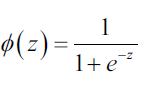 ϕ(z) = 1 / (1 + e^{-z})